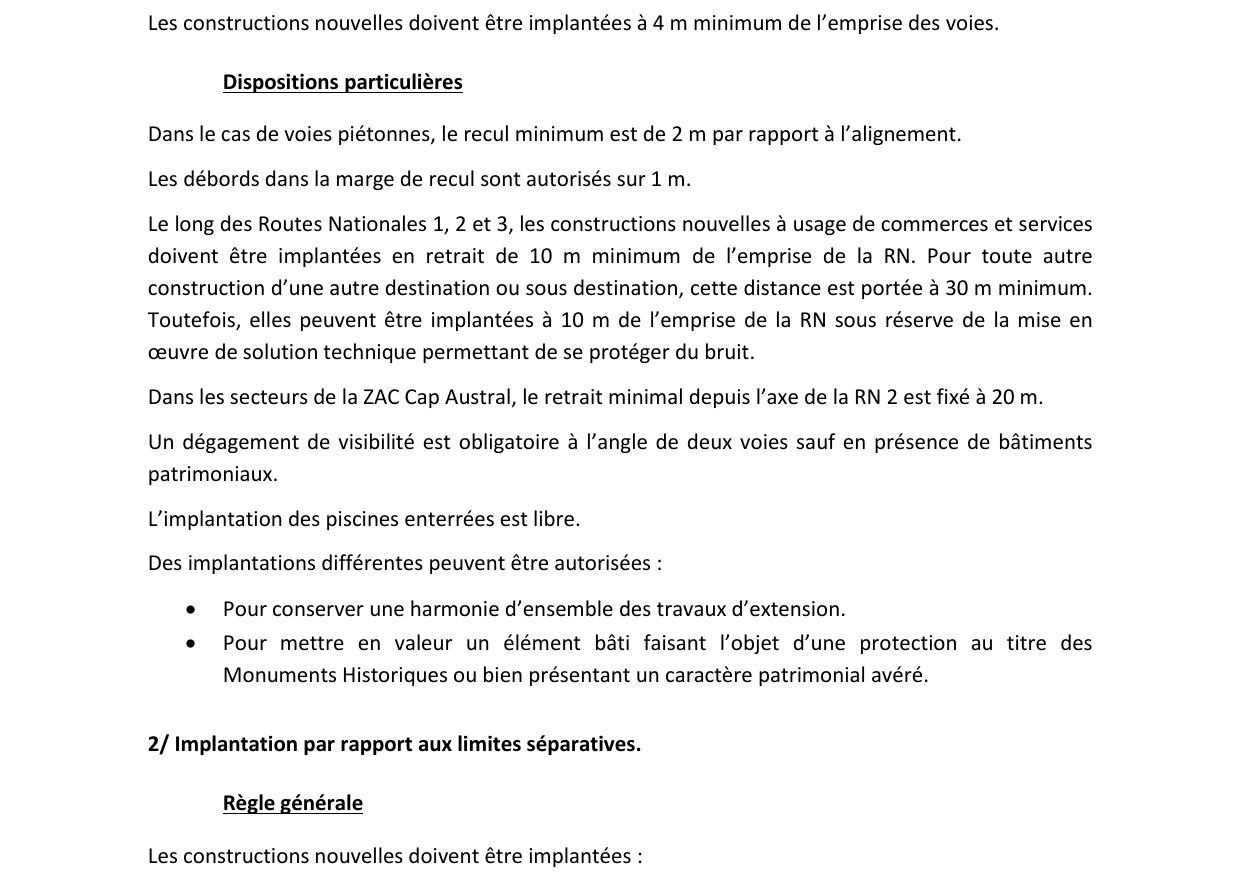 Les constructions nouvelles doivent être implantées à 4 m minimum de l’emprise des voies.
Dispositions particulières
Dans le cas de voies piétonnes, le recul minimum est de 2 m par rapport à l’alignement.
Les débords dans la marge de recul sont autorisés sur 1 m.
Le long des Routes Nationales 1, 2 et 3, les constructions nouvelles à usage de commerces et services
doivent être implantées en retrait de 10 m minimum de l’emprise de la RN. Pour toute autre
construction d’une autre destination ou sous destination, cette distance est portée à 30 m minimum.
Toutefois, elles peuvent être implantées à 10 m de l’emprise de la RN sous réserve de la mise en
œuvre de solution technique permettant de se protéger du bruit.
Dans les secteurs de la ZAC Cap Austral, le retrait minimal depuis l’axe de la RN 2 est fixé à 20 m.
Un dégagement de visibilité est obligatoire à l’angle de deux voies sauf en présence de bâtiments
patrimoniaux.
L’implantation des piscines enterrées est libre.
Des implantations différentes peuvent être autorisées :
• Pour conserver une harmonie d’ensemble des travaux d’extension.
• Pour mettre en valeur un élément bâti faisant l’objet d’une protection au titre des
Monuments Historiques ou bien présentant un caractère patrimonial avéré.
2/ Implantation par rapport aux limites séparatives.
Règle générale
Les constructions nouvelles doivent être implantées :